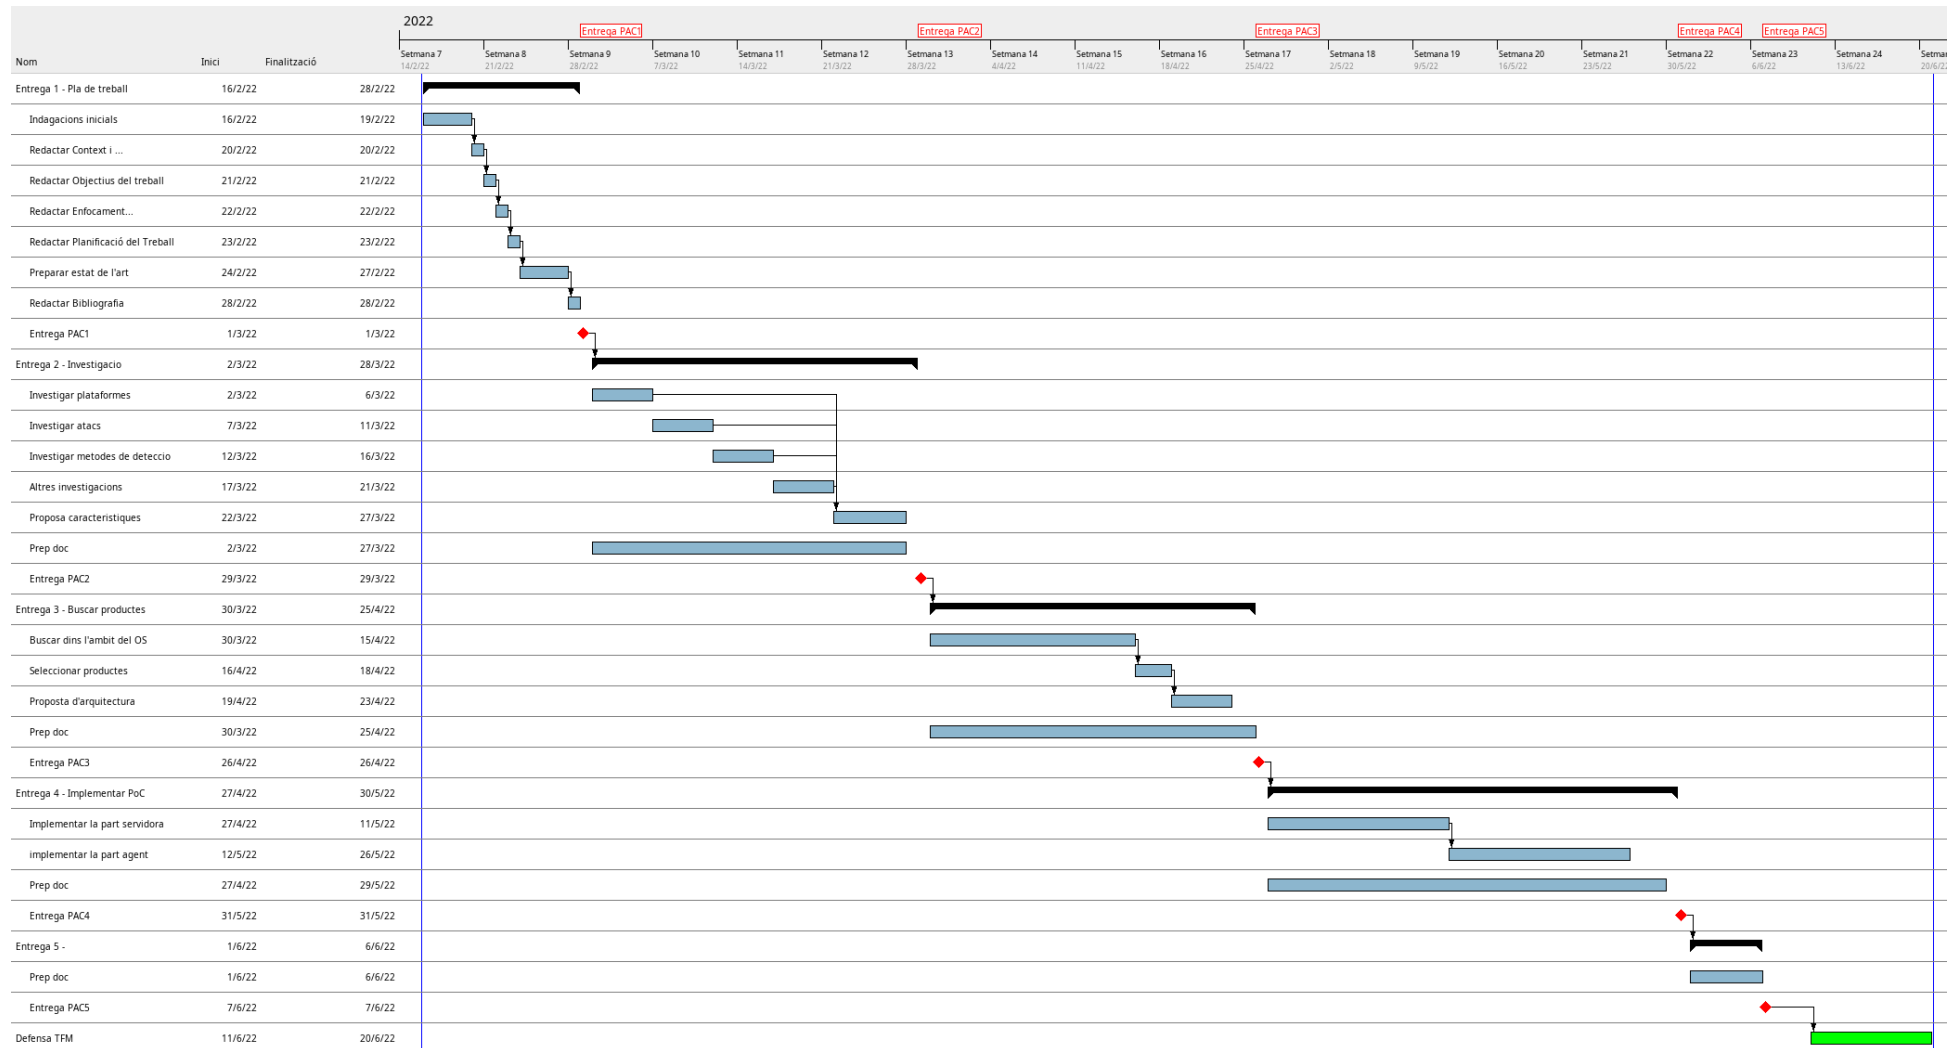 2022
Entrega PAC1 Entrega PAC2 Entrega PAC3 Entrega PAC4 Entrega PAC5
Setmana 7 Setmana 8 Setmana 9 Setmana 10 Setmana 11 Setmana 12 Setmana 13 Setmana 14 Setmana 15 Setmana 16 Setmana 17 Setmana 18 Setmana 19 Setmana 20 Setmana 21 Setmana 22 Setmana 23 Setmana 24
Nom Inici Finalització
14/2/22 21/2/22 28/2/22 7/3/22 14/3/22 21/3/22 28/3/22 4/4/22 11/4/22 18/4/22 25/4/22 2/5/22 9/5/22 16/5/22 23/5/22 30/5/22 6/6/22 13/6/22 20/6/22
Entrega 1 - Pla de treball 16/2/22 28/2/22
Indagacions inicials 16/2/22 19/2/22
Redactar Context i ... 20/2/22 20/2/22
Redactar Objectius del treball 21/2/22 21/2/22
Redactar Enfocament... 22/2/22 22/2/22
Redactar Planificació del Treball 23/2/22 23/2/22
Preparar estat de l'art 24/2/22 27/2/22
Redactar Bibliografia 28/2/22 28/2/22
Entrega PAC1 1/3/22 1/3/22
Entrega 2 - Investigacio 2/3/22 28/3/22
Investigar plataformes 2/3/22 6/3/22
Investigar atacs 7/3/22 11/3/22
Investigar metodes de deteccio 12/3/22 16/3/22
Altres investigacions 17/3/22 21/3/22
Proposa caracteristiques 22/3/22 27/3/22
Prep doc 2/3/22 27/3/22
Entrega PAC2 29/3/22 29/3/22
Entrega 3 - Buscar productes 30/3/22 25/4/22
Buscar dins l'ambit del OS 30/3/22 15/4/22
Seleccionar productes 16/4/22 18/4/22
Proposta d'arquitectura 19/4/22 23/4/22
Prep doc 30/3/22 25/4/22
Entrega PAC3 26/4/22 26/4/22
Entrega 4 - Implementar PoC 27/4/22 30/5/22
Implementar la part servidora 27/4/22 11/5/22
implementar la part agent 12/5/22 26/5/22
Prep doc 27/4/22 29/5/22
Entrega PAC4 31/5/22 31/5/22
Entrega 5 - 1/6/22 6/6/22
Prep doc 1/6/22 6/6/22
Entrega PAC5 7/6/22 7/6/22
Defensa TFM 11/6/22 20/6/22